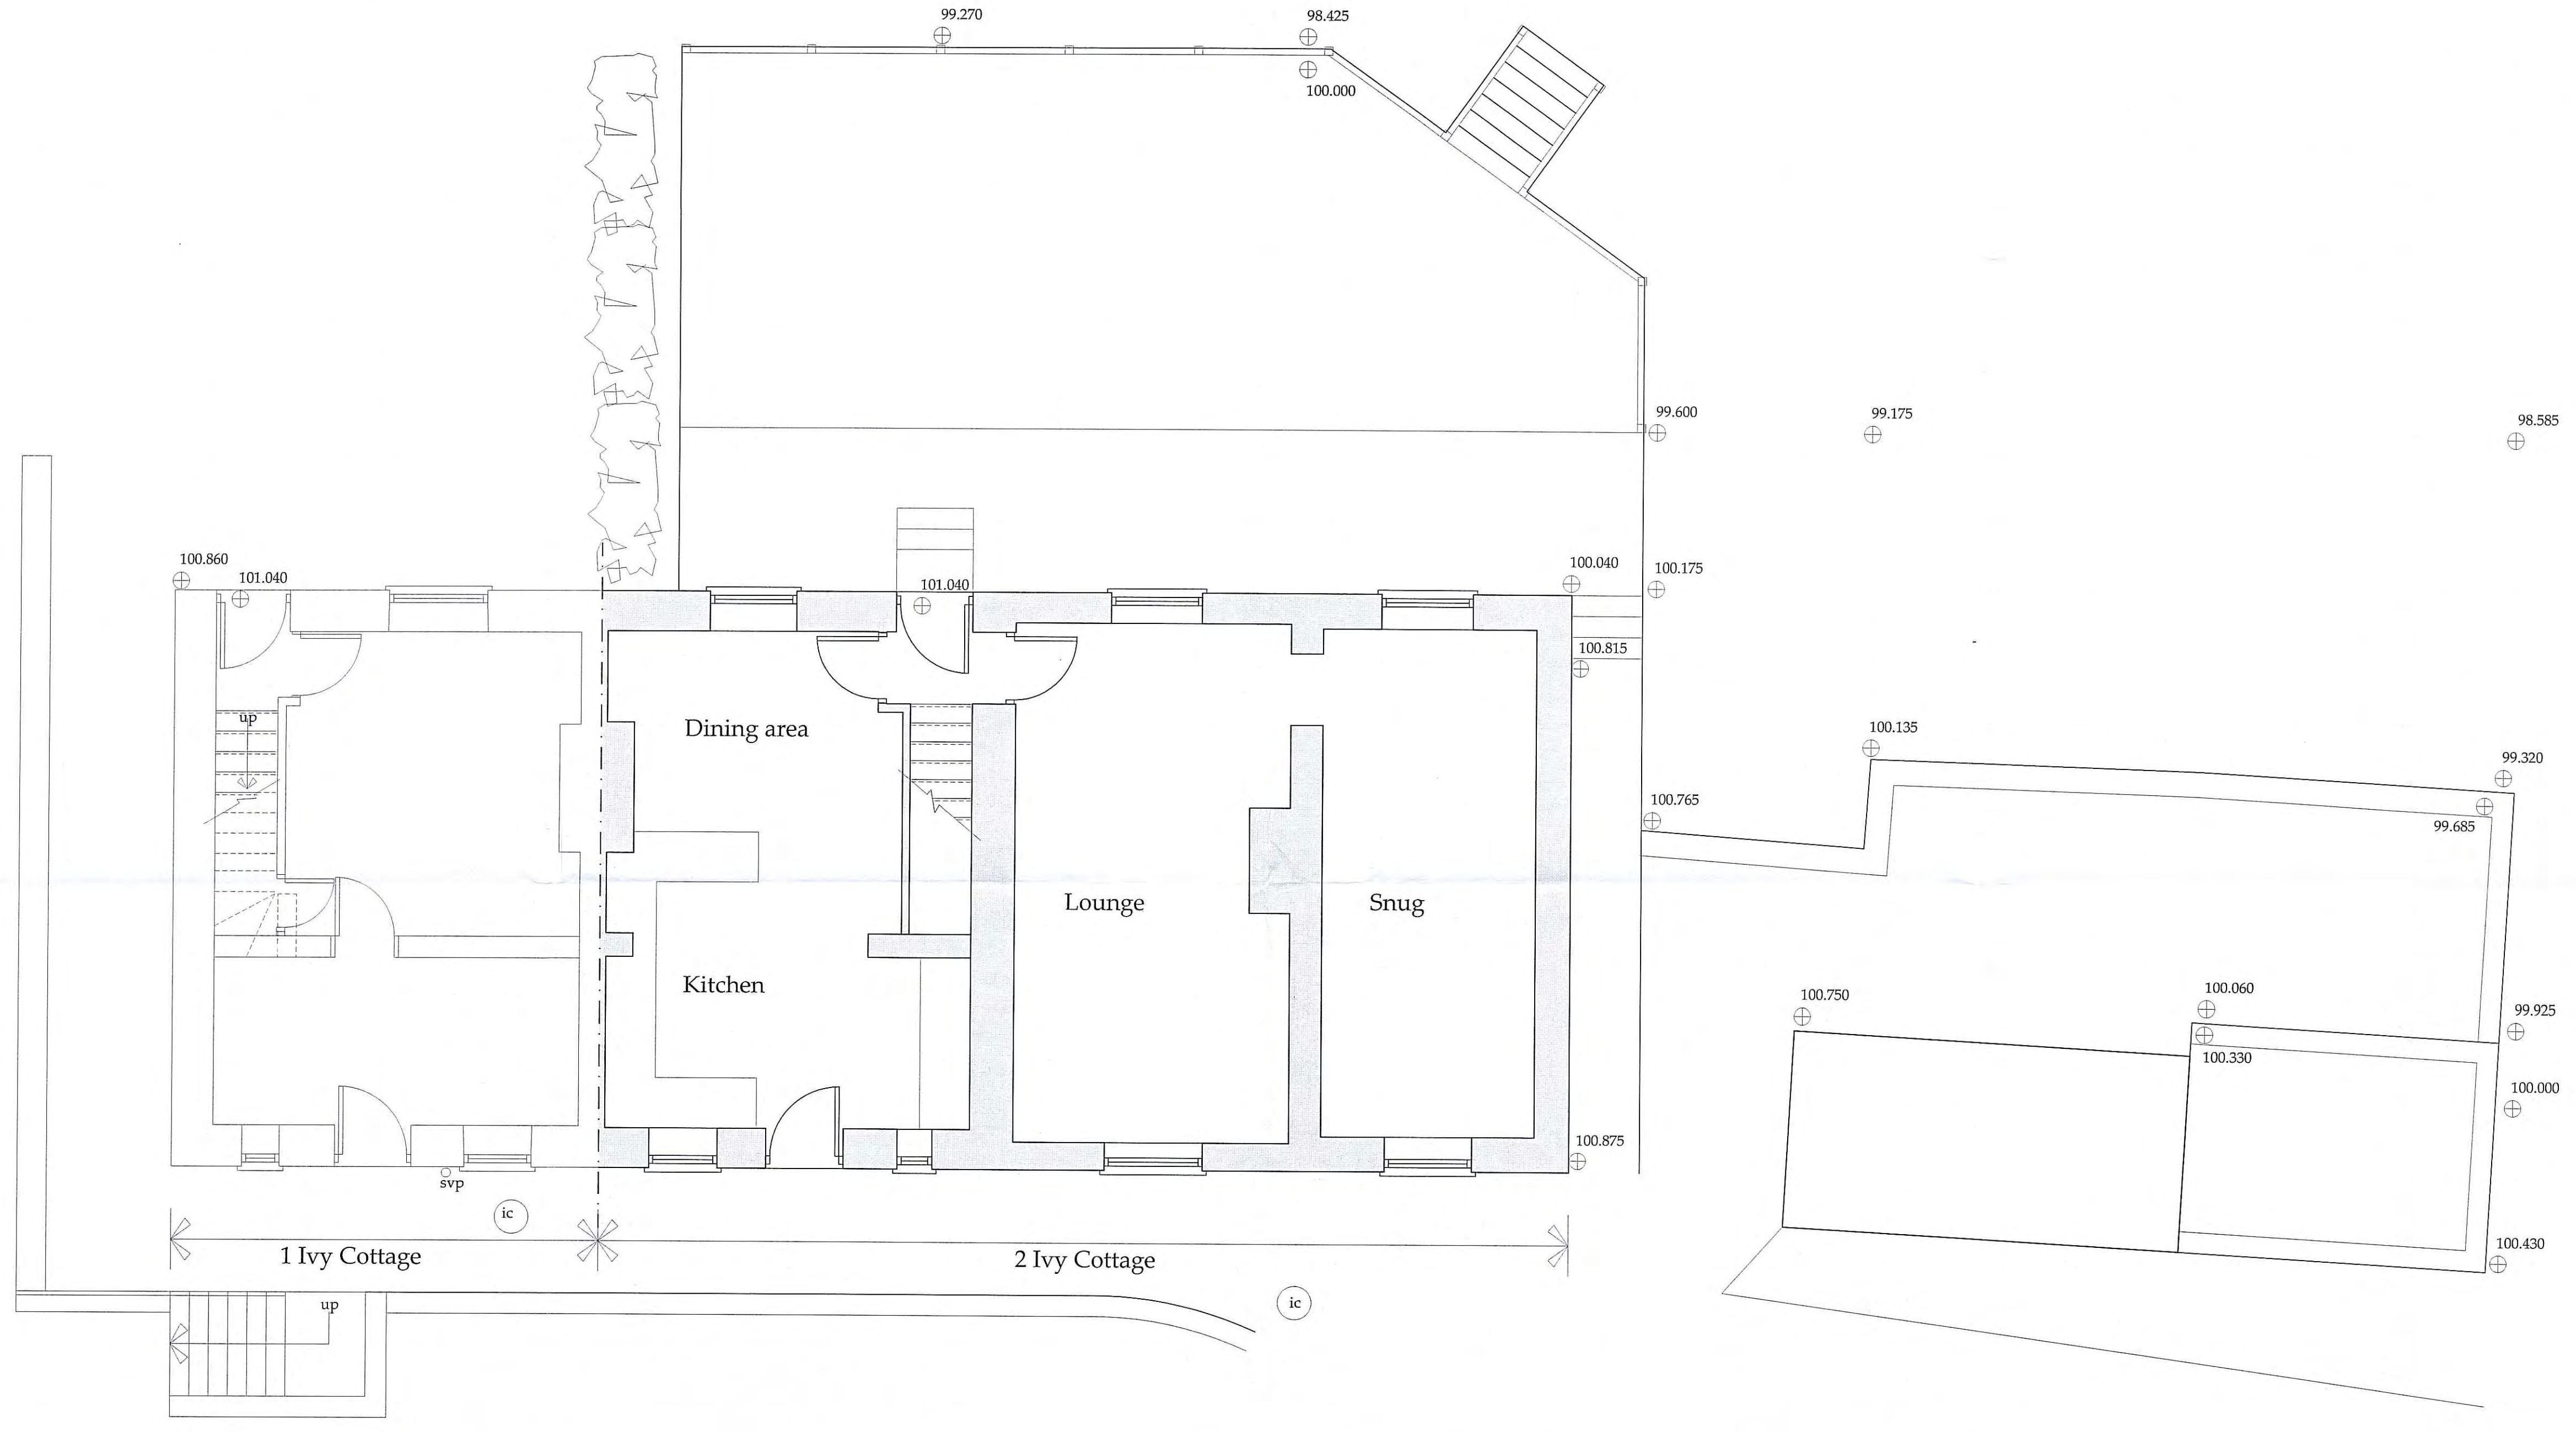 99.270
98.425
100.000
99.600
99.175
98.585
100.860
101.040
101.040
100.040
100.175
100.815
up
Dining area
100.135
99.320
100.765
99.685
Lounge
Snug
Kitchen
100.750
100.060
99.925
100.330
100.000
100.875
svp
ic
1 Ivy Cottage
2 Ivy Cottage
100.430
up
ic